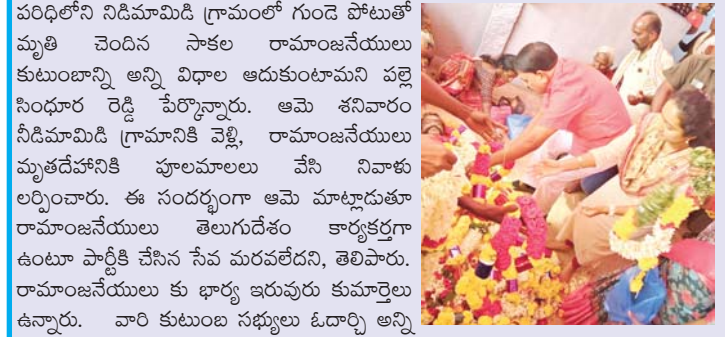 పరిధిలోని నిడిమామిడి గ్రామంలో గుండె పోటుతో
మృతి చెందిన సాకల రామాంజనేయులు
కుటుంబాన్ని అన్ని విధాల ఆదుకుంటామని పల్లె
సింధూర రెడ్డి పేర్కొన్నారు. ఆమె శనివారం
నీడిమామిడి గ్రామానికి వెళ్లి, రామాంజనేయులు
మృతదేహానికి పూలమాలలు వేసి నివాళు
లర్పించారు. ఈ సందర్భంగా ఆమె మాట్లాడుతూ
రామాంజనేయులు తెలుగుదేశం కార్యకర్తగా
ఉంటూ పార్టీకి చేసిన సేవ మరవలేదని, తెలిపారు.
రామాంజనేయులు కు భార్య ఇరువురు కుమార్తెలు
ఉన్నారు. వారి కుటుంబ సభ్యులు ఓదార్చి అన్ని